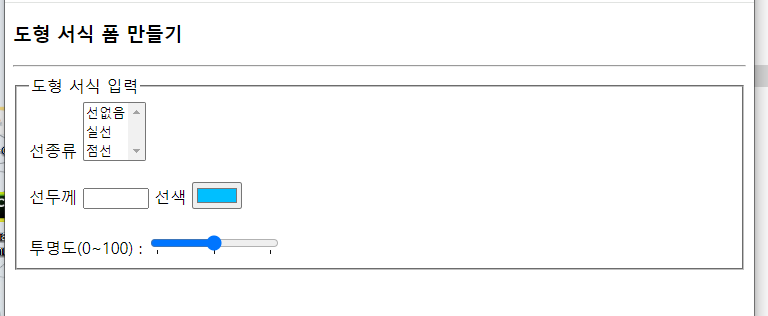 도형 서식 폼 만들기
도형 서식 입력
선없음
실선
선종류 점선
선두께 선색
투명도(0~100) :